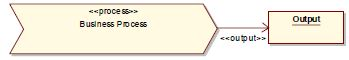 <<process>>
Business Process
<<output>>
Output